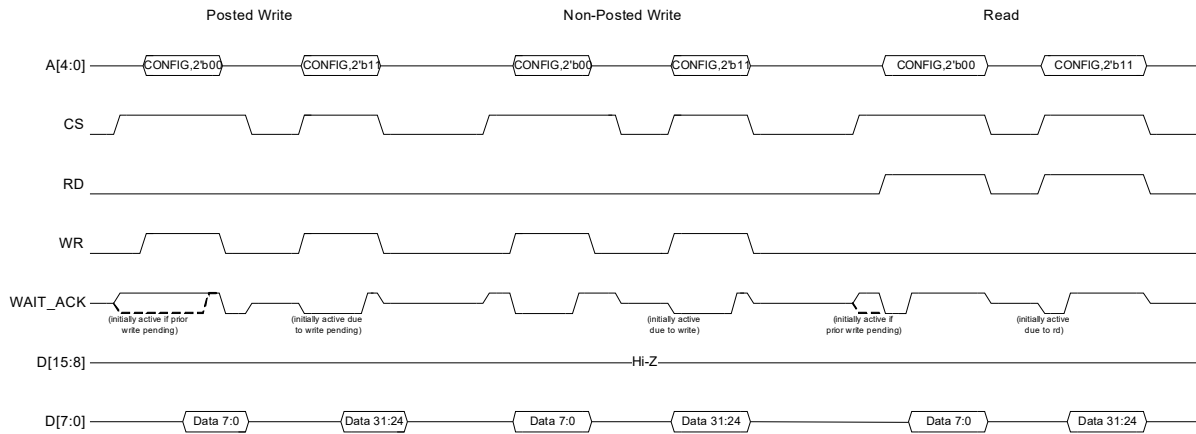 Posted Write
Non-Posted Write
Read
A[4:0]
CONFIG,2'b00
CONFIG,2'b11
CONFIG,2'b00
CONFIG,2'b11
CONFIG,2'b00
CONFIG,2'b11
CS
RD
WR
WAIT_ACK
(initially active if prior
write pending)
(initially active due
to write pending)
(initially active
due to write)
(initially active if
prior write pending)
(initially active
due to rd)
D[15:8]
Hi-Z
D[7:0]
Data 7:0
Data 31:24
Data 7:0
Data 31:24
Data 7:0
Data 31:24